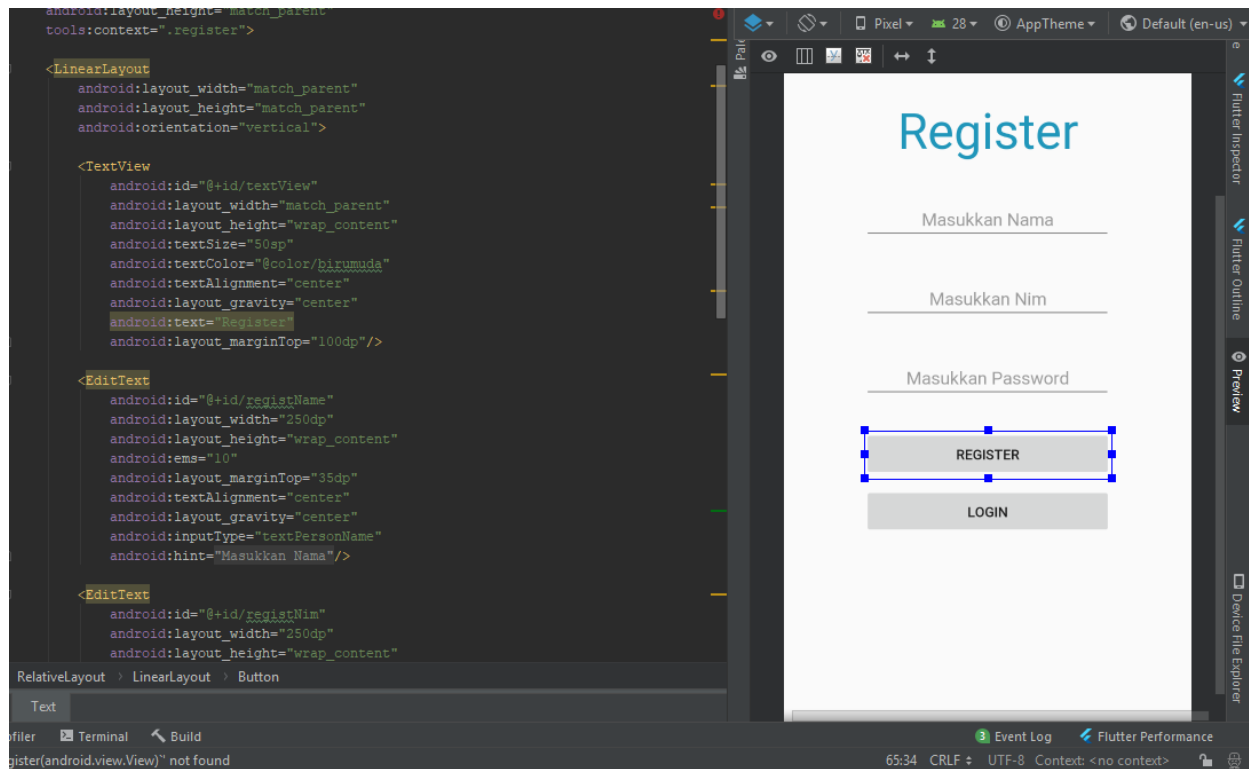 android:layout_height="match_parent"
tools:context=".register">
<LinearLayout
android:layout_width="match_parent"
android:layout_height="match_parent"
android:orientation="vertical">
<TextView
android:id="@+id/textView"
android:layout_width="match_parent"
android:layout_height="wrap_content"
android:textSize="50sp"
android:textColor="@color/birumuda"
android:textAlignment="center"
android:layout_gravity="center"
android:text="Register"
android:layout_marginTop="100dp"/>
<EditText
android:id="@+id/registName"
android:layout_width="250dp"
android:layout_height="wrap_content"
android:ems="10"
android:layout_marginTop="35dp"
android:textAlignment="center"
android:layout_gravity="center"
android:inputType="textPersonName"
android:hint="Masukkan Nama"/>
<EditText
android:id="@+id/registNim"
android:layout_width="250dp"
android:layout_height="wrap_content"
RelativeLayout > LinearLayout > Button
Text
Pixel 28 AppTheme Default (en-us)
Pale
Register
Masukkan Nama
Masukkan Nim
Masukkan Password
REGISTER
LOGIN
e
Flutter Inspector
Flutter Outline
Preview
Device File Explorer
ofiler Terminal Build
3 Event Log Flutter Performance
gister(android.view.View)'' not found
65:34 CRLF UTF-8 Context: <no context>